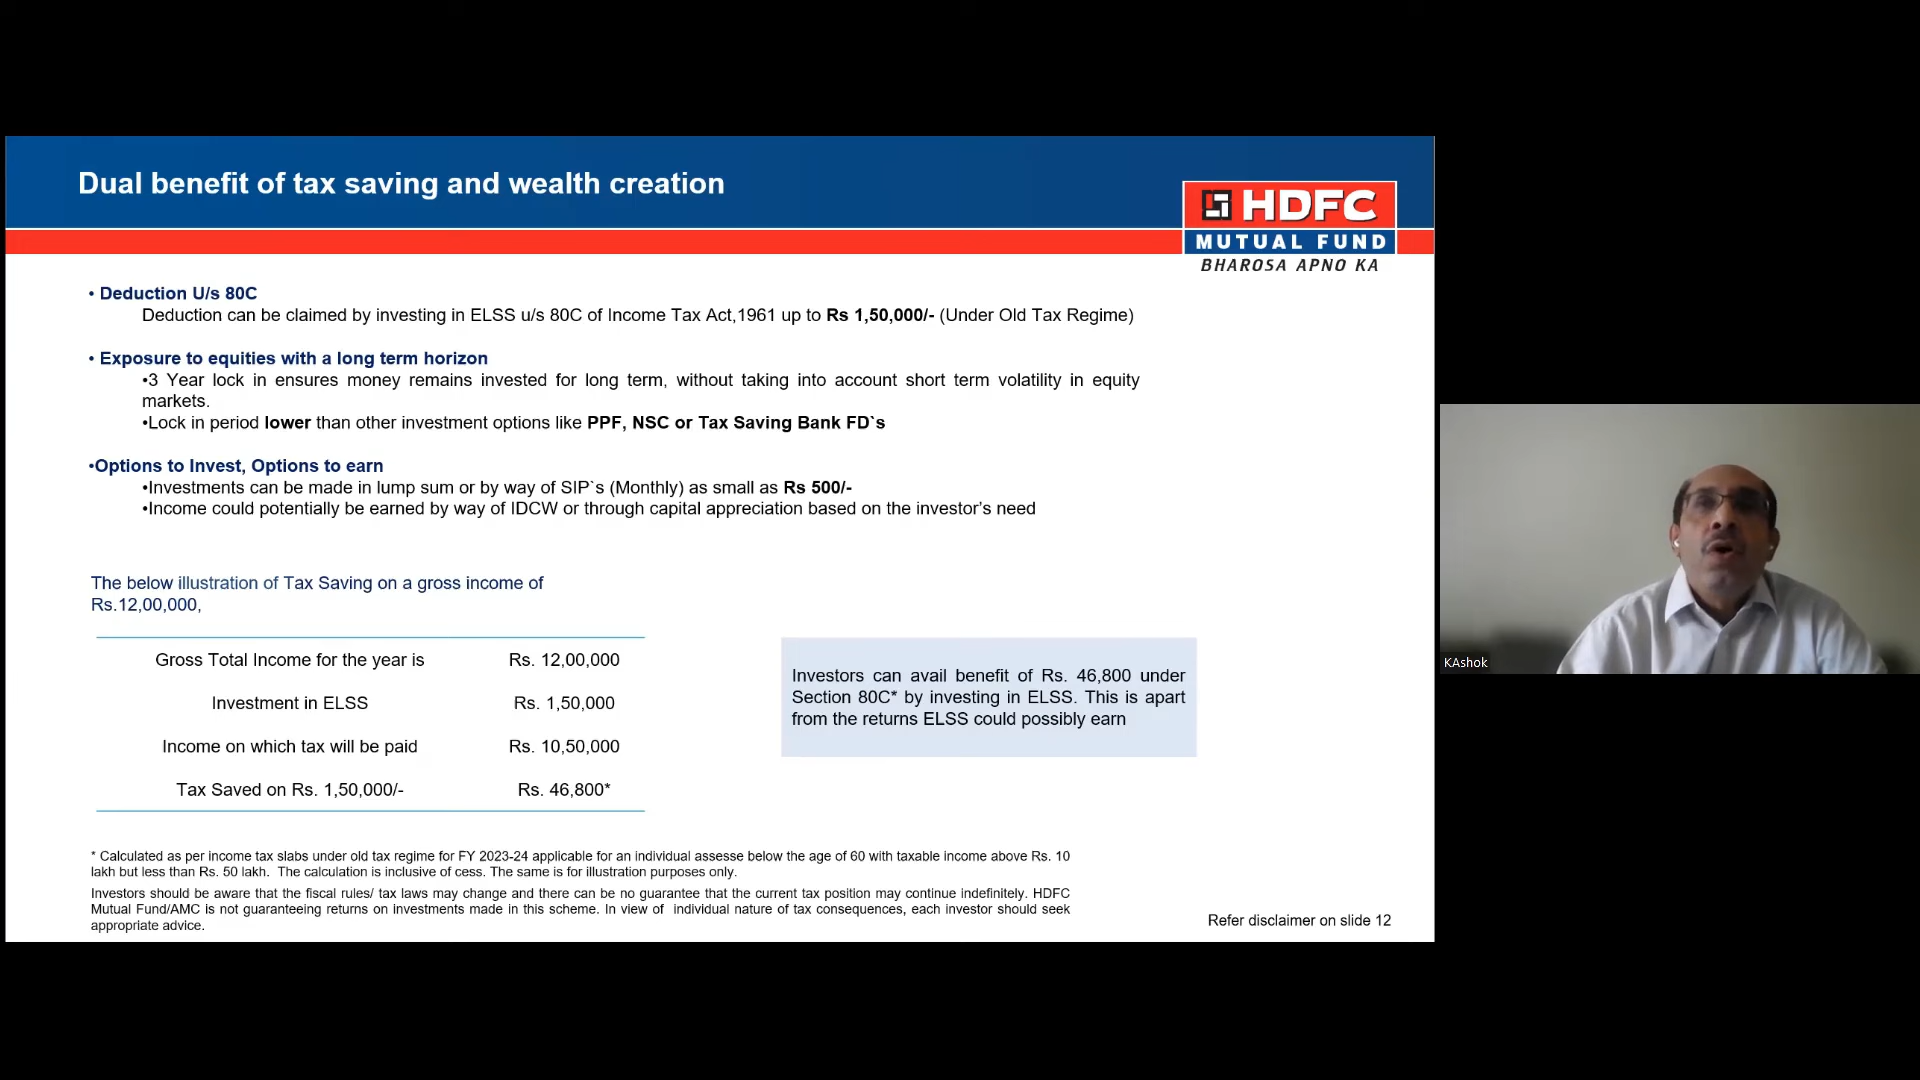 Dual benefit of tax saving and wealth creation
HDFC
MUTUAL FUND
BHAROSA APNO KA
• Deduction U/s 80C
Deduction can be claimed by investing in ELSS u/s 80C of Income Tax Act,1961 up to Rs 1,50,000/- (Under Old Tax Regime)
• Exposure to equities with a long term horizon
•3 Year lock in ensures money remains invested for long term, without taking into account short term volatility in equity
markets.
•Lock in period lower than other investment options like PPF, NSC or Tax Saving Bank FD`s
•Options to Invest, Options to earn
•Investments can be made in lump sum or by way of SIP`s (Monthly) as small as Rs 500/-
•Income could potentially be earned by way of IDCW or through capital appreciation based on the investor’s need
The below illustration of Tax Saving on a gross income of
Rs.12,00,000,
Gross Total Income for the year is Rs. 12,00,000
Investment in ELSS Rs. 1,50,000
Income on which tax will be paid Rs. 10,50,000
Tax Saved on Rs. 1,50,000/- Rs. 46,800*
Investors can avail benefit of Rs. 46,800 under
Section 80C* by investing in ELSS. This is apart
from the returns ELSS could possibly earn
* Calculated as per income tax slabs under old tax regime for FY 2023-24 applicable for an individual assesse below the age of 60 with taxable income above Rs. 10
lakh but less than Rs. 50 lakh. The calculation is inclusive of cess. The same is for illustration purposes only.
Investors should be aware that the fiscal rules/ tax laws may change and there can be no guarantee that the current tax position may continue indefinitely. HDFC
Mutual Fund/AMC is not guaranteeing returns on investments made in this scheme. In view of individual nature of tax consequences, each investor should seek
appropriate advice.
Refer disclaimer on slide 12
KAshok